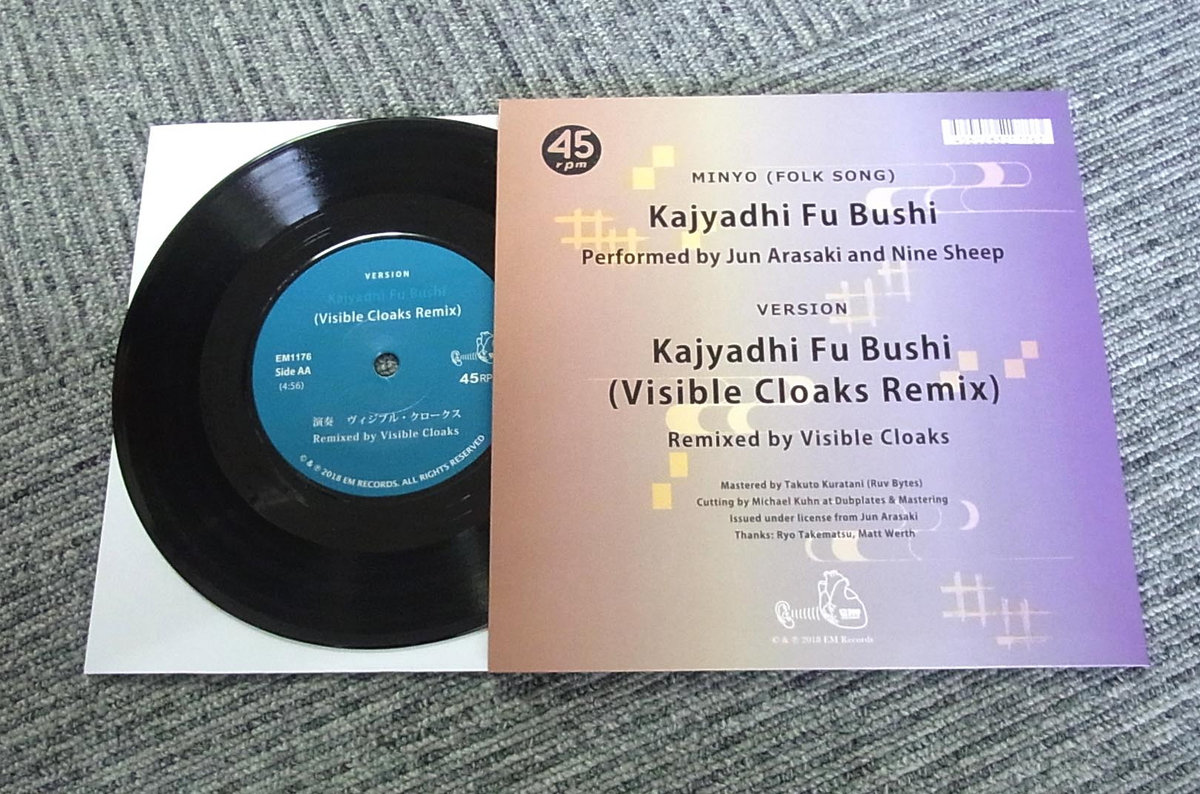 VERSION
Kajyadhi Fu Bushi
(Visible Cloaks Remix)
EM1176
Side AA
(4:56)
45RP
演奏 ヴィジブル・クロークス
Remixed by Visible Cloaks
© & ℗ 2018 EM RECORDS. ALL RIGHTS RESERVED
45
rpm
MINYO (FOLK SONG)
Kajyadhi Fu Bushi
Performed by Jun Arasaki and Nine Sheep
VERSION
Kajyadhi Fu Bushi
(Visible Cloaks Remix)
Remixed by Visible Cloaks
Mastered by Takuto Kuratani (Ruv Bytes)
Cutting by Michael Kuhn at Dubplates & Mastering
Issued under license from Jun Arasaki
Thanks: Ryo Takematsu, Matt Werth
© & ℗ 2018 EM Records